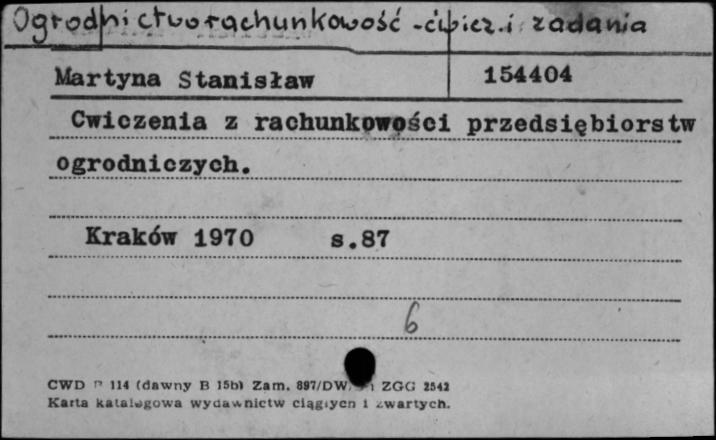 Ogrodnictwo rachunkowość - ćwicz. i zadania
Martyna Stanisław 154404
Cwiczenia z rachunkowości przedsiębiorstw
ogrodniczych.
Kraków 1970 s.87
6
CWD 114 (dawny B 15b) Zam. 897/DW ZGG 2542
Karta katalogowa wydawnictw ciągłych i zwartych.